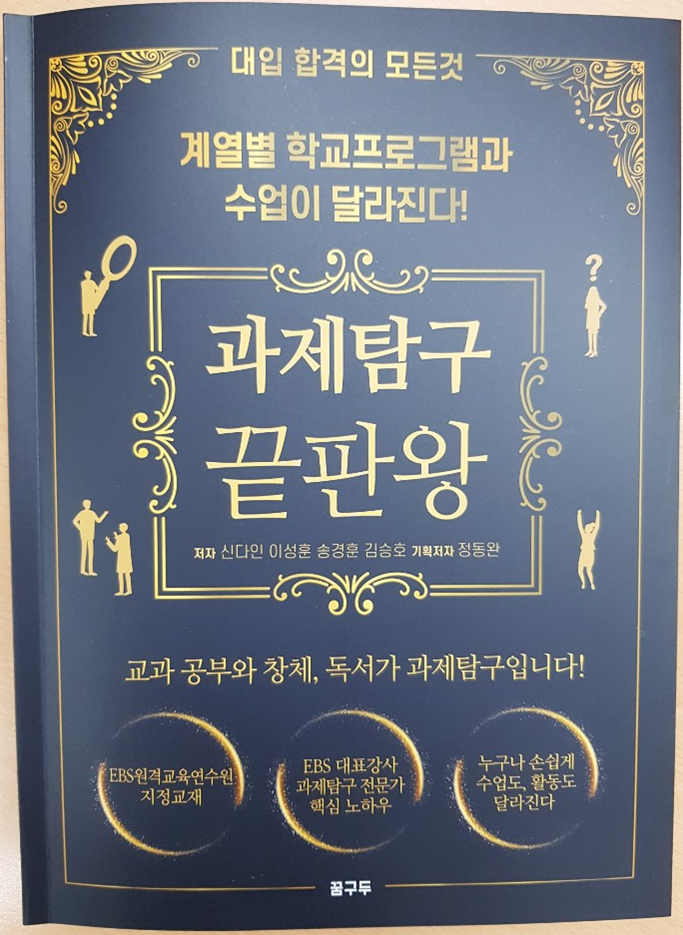 대입 합격의 모든것
계열별 학교프로그램과
수업이 달라진다!
?
과제탐구
끝판왕
저자 신다인 이성훈 송경훈 김승호 기획저자 정동완
교과 공부와 창체, 독서가 과제탐구입니다!
EBS원격교육연수원
지정교재
EBS 대표강사
과제탐구 전문가
핵심 노하우
누구나 손쉽게
수업도, 활동도
달라진다
꿈구두